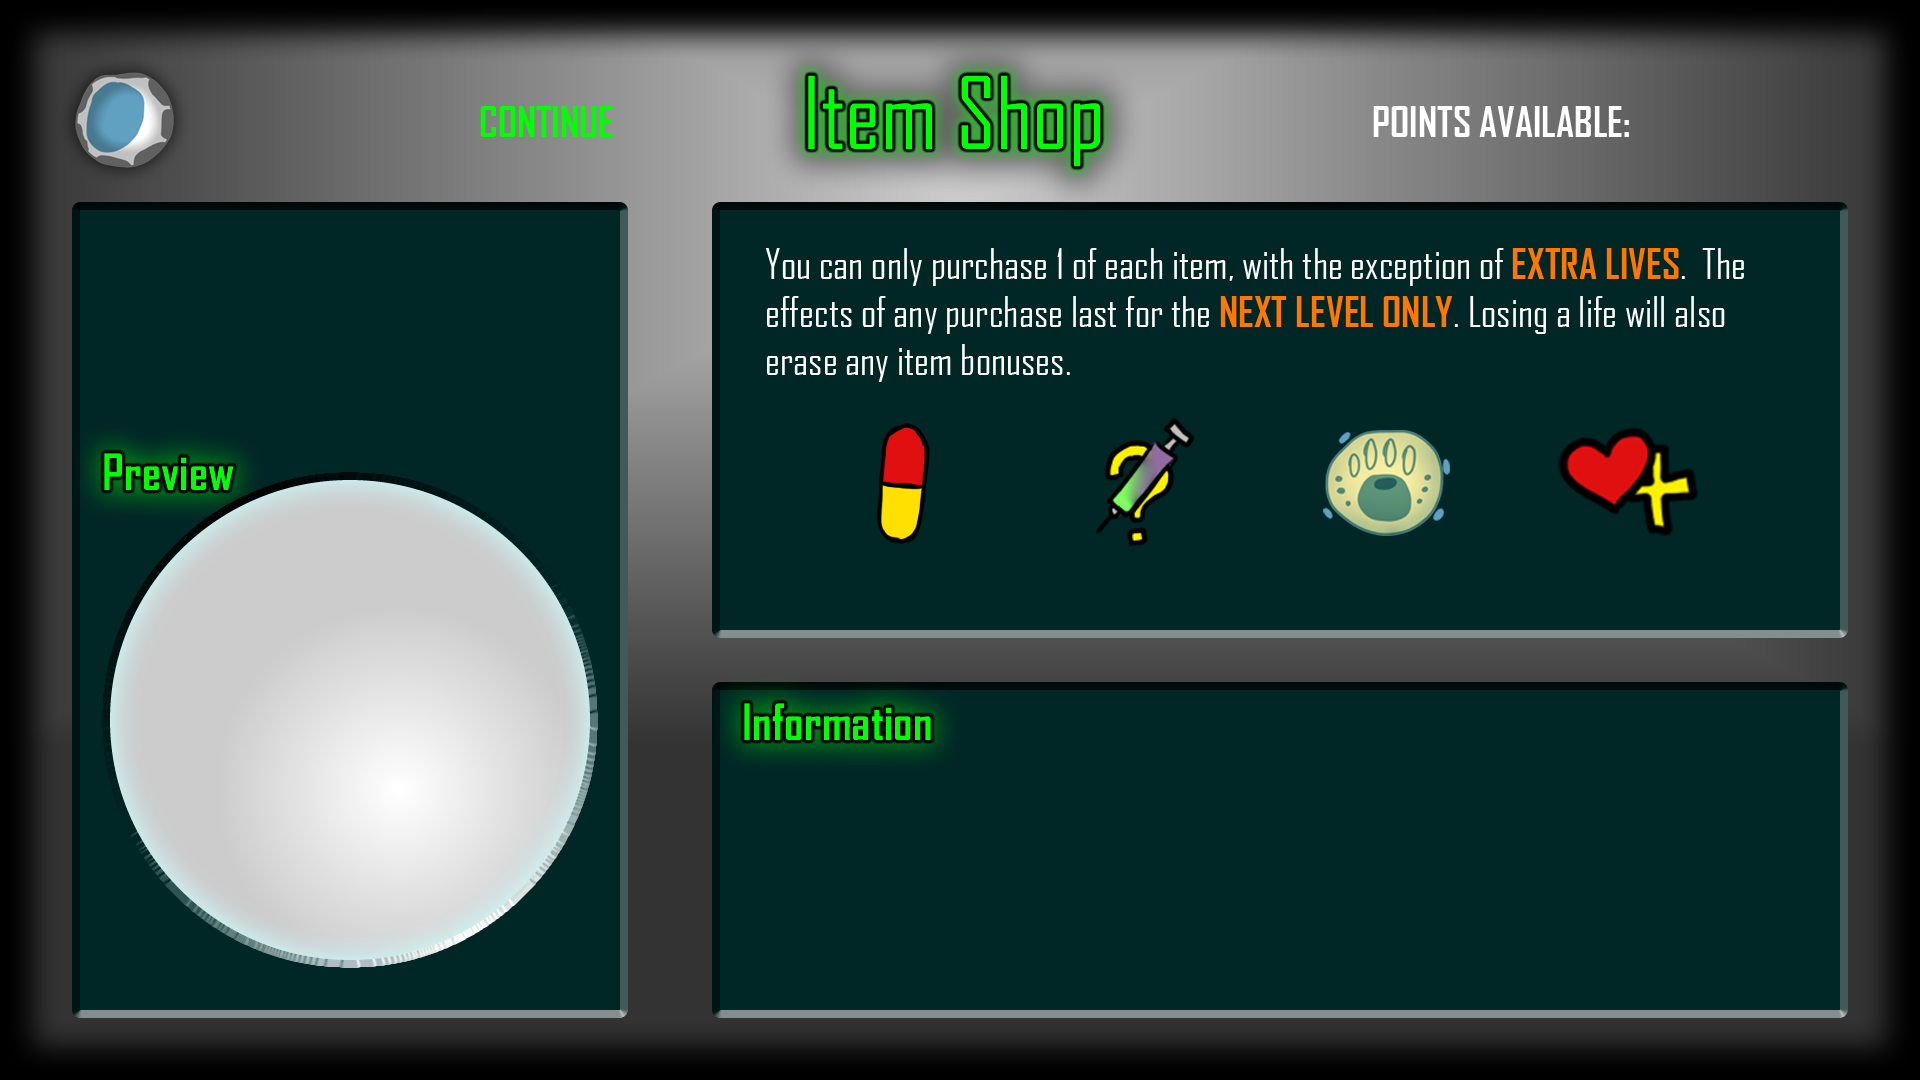 CONTINUE
Item Shop
POINTS AVAILABLE:
You can only purchase 1 of each item, with the exception of EXTRA LIVES.  The
effects of any purchase last for the NEXT LEVEL ONLY. Losing a life will also
erase any item bonuses.
Preview
Information